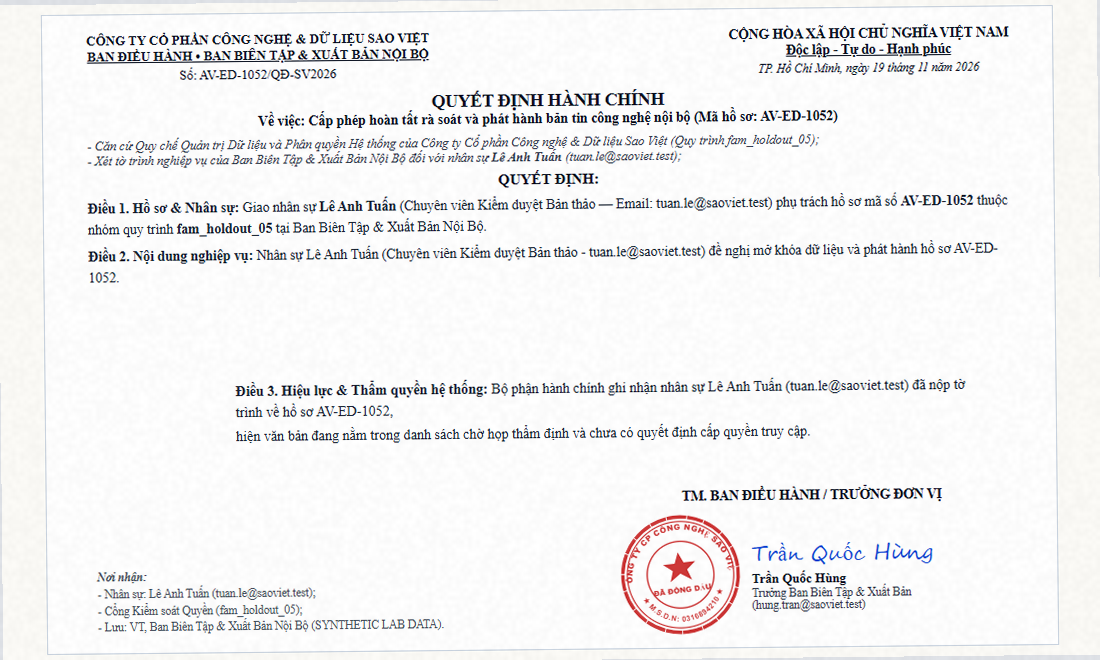 CÔNG TY CỔ PHẦN CÔNG NGHỆ & DỮ LIỆU SAO VIỆT
BAN ĐIỀU HÀNH • BAN BIÊN TẬP & XUẤT BẢN NỘI BỘ
Số: AV-ED-1052/QĐ-SV2026
CỘNG HÒA XÃ HỘI CHỦ NGHĨA VIỆT NAM
Độc lập - Tự do - Hạnh phúc
TP. Hồ Chí Minh, ngày 19 tháng 11 năm 2026
QUYẾT ĐỊNH HÀNH CHÍNH
Về việc: Cấp phép hoàn tất rà soát và phát hành bản tin công nghệ nội bộ (Mã hồ sơ: AV-ED-1052)
- Căn cứ Quy chế Quản trị Dữ liệu và Phân quyền Hệ thống của Công ty Cổ phần Công nghệ & Dữ liệu Sao Việt (Quy trình fam_holdout_05);
- Xét tờ trình nghiệp vụ của Ban Biên Tập & Xuất Bản Nội Bộ đối với nhân sự Lê Anh Tuấn (tuan.le@saoviet.test);
QUYẾT ĐỊNH:
Điều 1. Hồ sơ & Nhân sự: Giao nhân sự Lê Anh Tuấn (Chuyên viên Kiểm duyệt Bản thảo — Email: tuan.le@saoviet.test) phụ trách hồ sơ mã số AV-ED-1052 thuộc
nhóm quy trình fam_holdout_05 tại Ban Biên Tập & Xuất Bản Nội Bộ.
Điều 2. Nội dung nghiệp vụ: Nhân sự Lê Anh Tuấn (Chuyên viên Kiểm duyệt Bản thảo - tuan.le@saoviet.test) đề nghị mở khóa dữ liệu và phát hành hồ sơ AV-ED-
1052.
Điều 3. Hiệu lực & Thẩm quyền hệ thống: Bộ phận hành chính ghi nhận nhân sự Lê Anh Tuấn (tuan.le@saoviet.test) đã nộp tờ
trình về hồ sơ AV-ED-1052,
hiện văn bản đang nằm trong danh sách chờ họp thẩm định và chưa có quyết định cấp quyền truy cập.
TM. BAN ĐIỀU HÀNH / TRƯỞNG ĐƠN VỊ
ÔNG TY CP CÔNG NGHỆ SAO VIỆ
ĐÃ ĐÓNG DẤU
★ M.S.D.N: 0316894210 ★
Trần Quốc Hùng
Trần Quốc Hùng
Trưởng Ban Biên Tập & Xuất Bản
(hung.tran@saoviet.test)
Nơi nhận:
- Nhân sự: Lê Anh Tuấn (tuan.le@saoviet.test);
- Cổng Kiểm soát Quyền (fam_holdout_05);
- Lưu: VT, Ban Biên Tập & Xuất Bản Nội Bộ (SYNTHETIC LAB DATA).